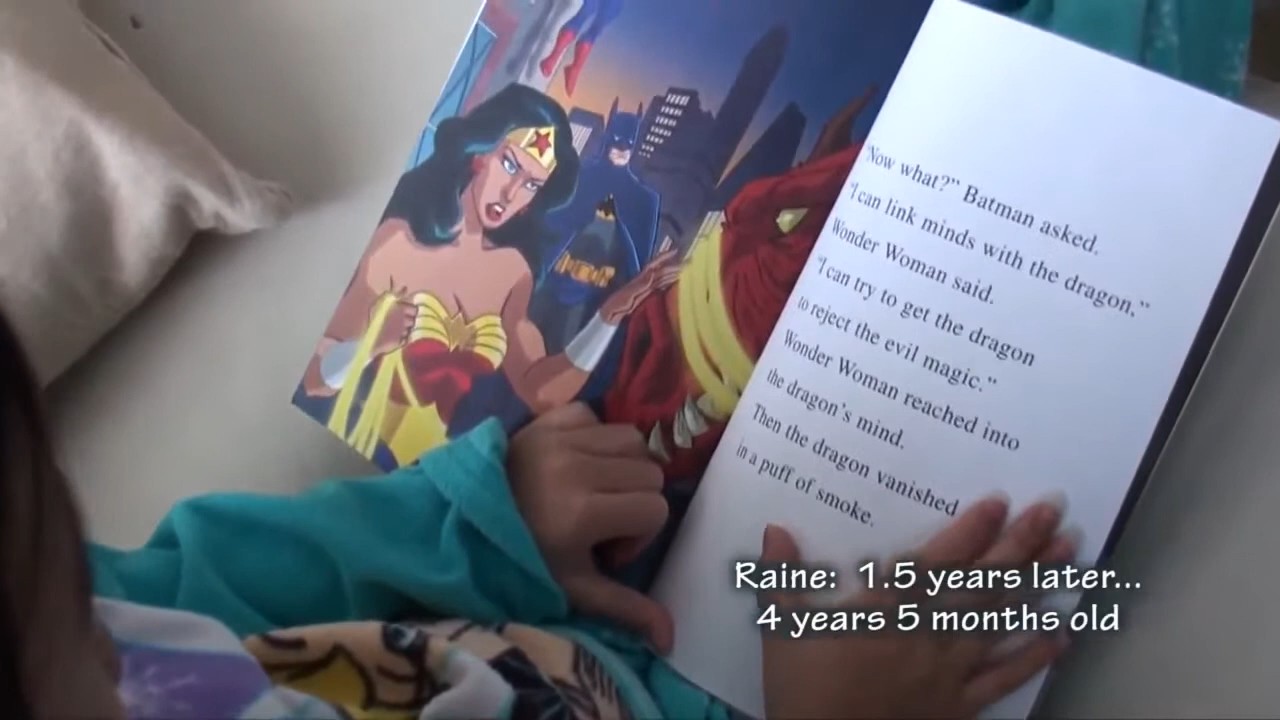 "Now what?" Batman asked.
"I can link minds with the dragon,"
Wonder Woman said.
"I can try to get the dragon
to reject the evil magic."
Wonder Woman reached into
the dragon's mind.
Then the dragon vanished
in a puff of smoke.
Raine: 1.5 years later...
4 years 5 months old